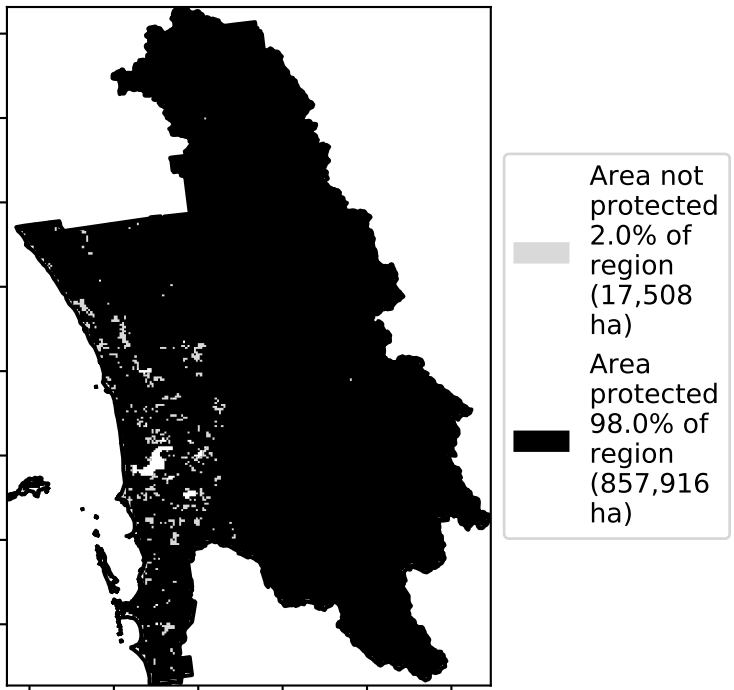 Area not
protected
2.0% of
region
(17,508
ha)
Area
protected
98.0% of
region
(857,916
ha)